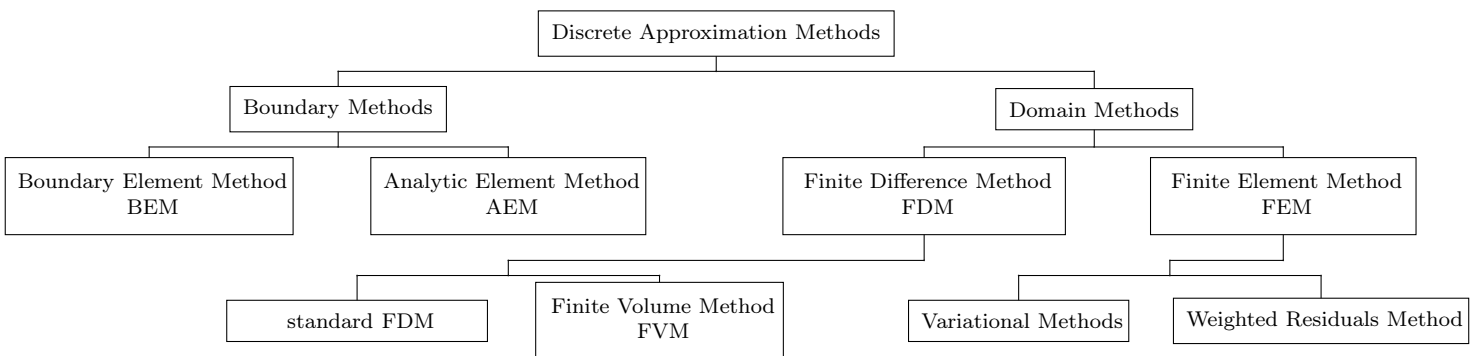 Discrete Approximation Methods
Boundary Methods
Domain Methods
Boundary Element Method
BEM
Analytic Element Method
AEM
Finite Difference Method
FDM
Finite Element Method
FEM
standard FDM
Finite Volume Method
FVM
Variational Methods
Weighted Residuals Method